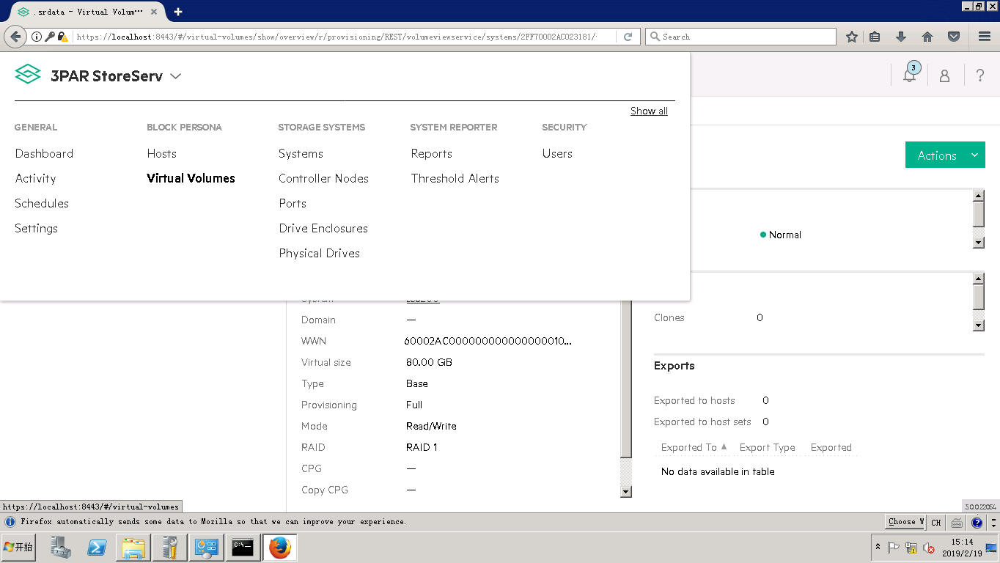 .srdata - Virtual Volum…
https://localhost:8443/#/virtual-volumes/show/overview/r/provisioning/REST/volumeviewservice/systems/2FF70002AC023181/
Search
3PAR StoreServ
3
?
Show all
GENERAL
Dashboard
Activity
Schedules
Settings
BLOCK PERSONA
Hosts
Virtual Volumes
STORAGE SYSTEMS
Systems
Controller Nodes
Ports
Drive Enclosures
Physical Drives
SYSTEM REPORTER
Reports
Threshold Alerts
SECURITY
Users
Actions
Normal
Domain —
WWN 60002AC00000000000000010...
Virtual size 80.00 GiB
Type Base
Provisioning Full
Mode Read/Write
RAID RAID 1
CPG —
Copy CPG —
Clones 0
Exports
Exported to hosts 0
Exported to host sets 0
Exported To Export Type Exported
No data available in table
https://localhost:8443/#/virtual-volumes
3.0.0.22054
Firefox automatically sends some data to Mozilla so that we can improve your experience.
Choose W
CH
开始
C:\
15:14
2019/2/19